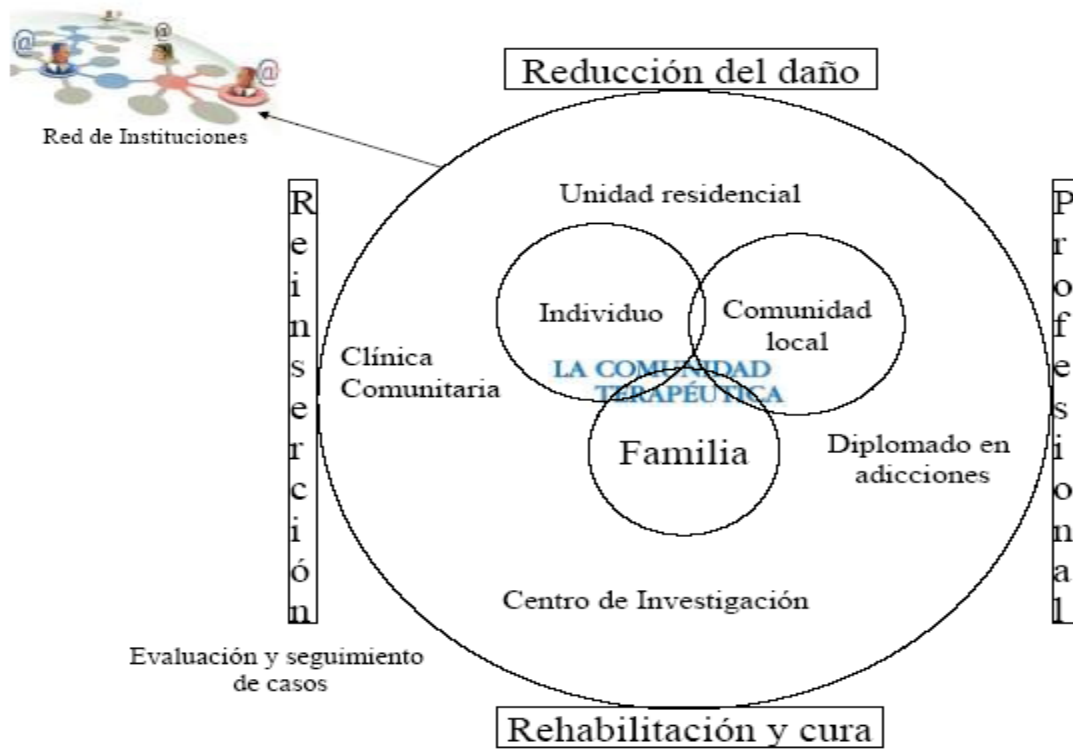 @
@
@
Red de Instituciones
Reducción del daño
Unidad residencial
Individuo
Comunidad
local
LA COMUNIDAD
TERAPÉUTICA
Familia
Clínica
Comunitaria
Diplomado en
adicciones
Centro de Investigación
Reinserción
Profesional
Evaluación y seguimiento
de casos
Rehabilitación y cura